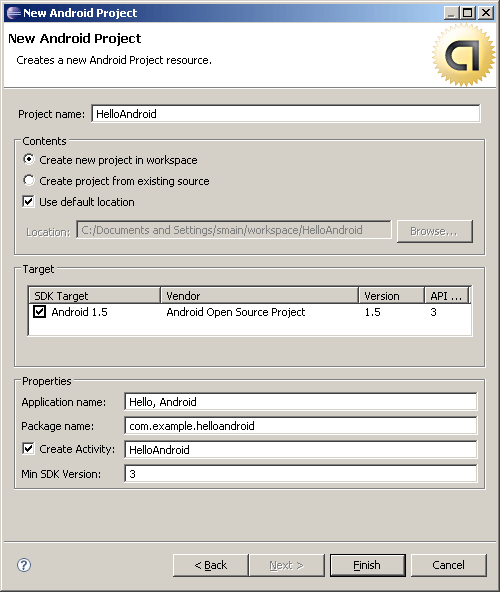 New Android Project
New Android Project
Creates a new Android Project resource.
Project name: HelloAndroid
Contents
Create new project in workspace
Create project from existing source
Use default location
Location: C:/Documents and Settings/smain/workspace/HelloAndroid Browse...
Target
SDK Target Vendor Version API ...
Android 1.5 Android Open Source Project 1.5 3
Properties
Application name: Hello, Android
Package name: com.example.helloandroid
Create Activity: HelloAndroid
Min SDK Version: 3
? < Back Next > Finish Cancel